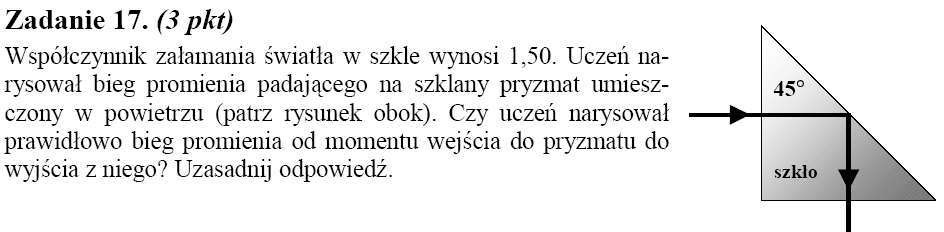 Zadanie 17. (3 pkt)
Współczynnik załamania światła w szkle wynosi 1,50. Uczeń na-
rysował bieg promienia padającego na szklany pryzmat umiesz-
czony w powietrzu (patrz rysunek obok). Czy uczeń narysował
prawidłowo bieg promienia od momentu wejścia do pryzmatu do
wyjścia z niego? Uzasadnij odpowiedź.
45°
szkło